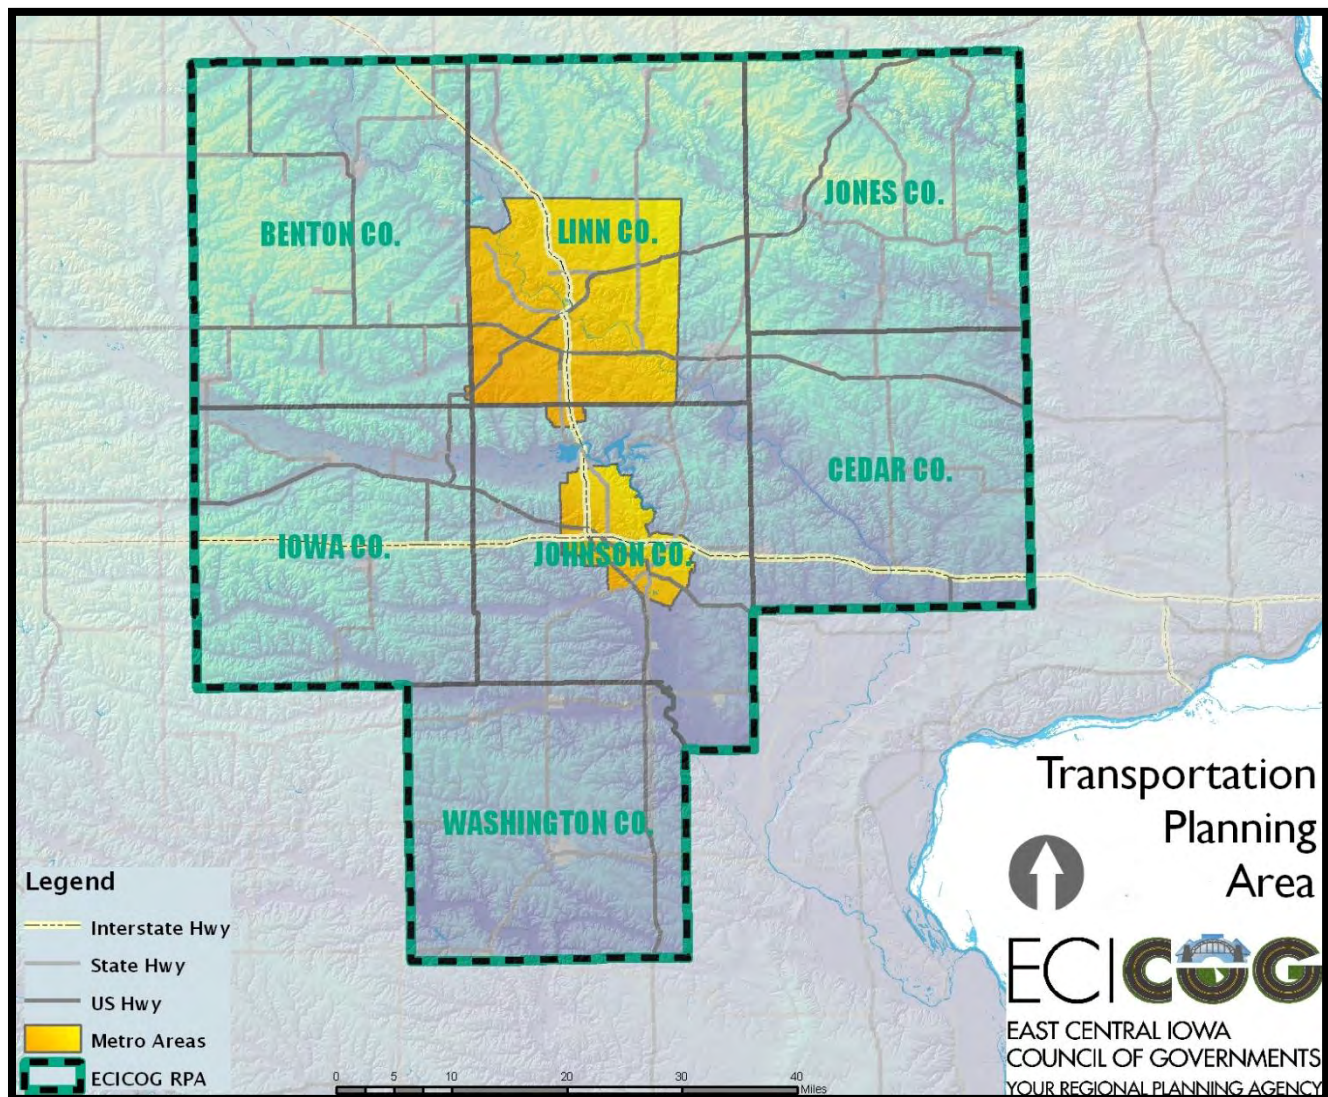 BENTON CO.
LINN CO.
JONES CO.
CEDAR CO.
IOWA CO.
JOHNSON CO.
WASHINGTON CO.
Transportation
Planning
Area
Legend
Interstate Hwy
State Hwy
US Hwy
Metro Areas
ECICOG RPA
0 5 10 20 30 40
Miles
ECICOG
EAST CENTRAL IOWA
COUNCIL OF GOVERNMENTS
YOUR REGIONAL PLANNING AGENCY